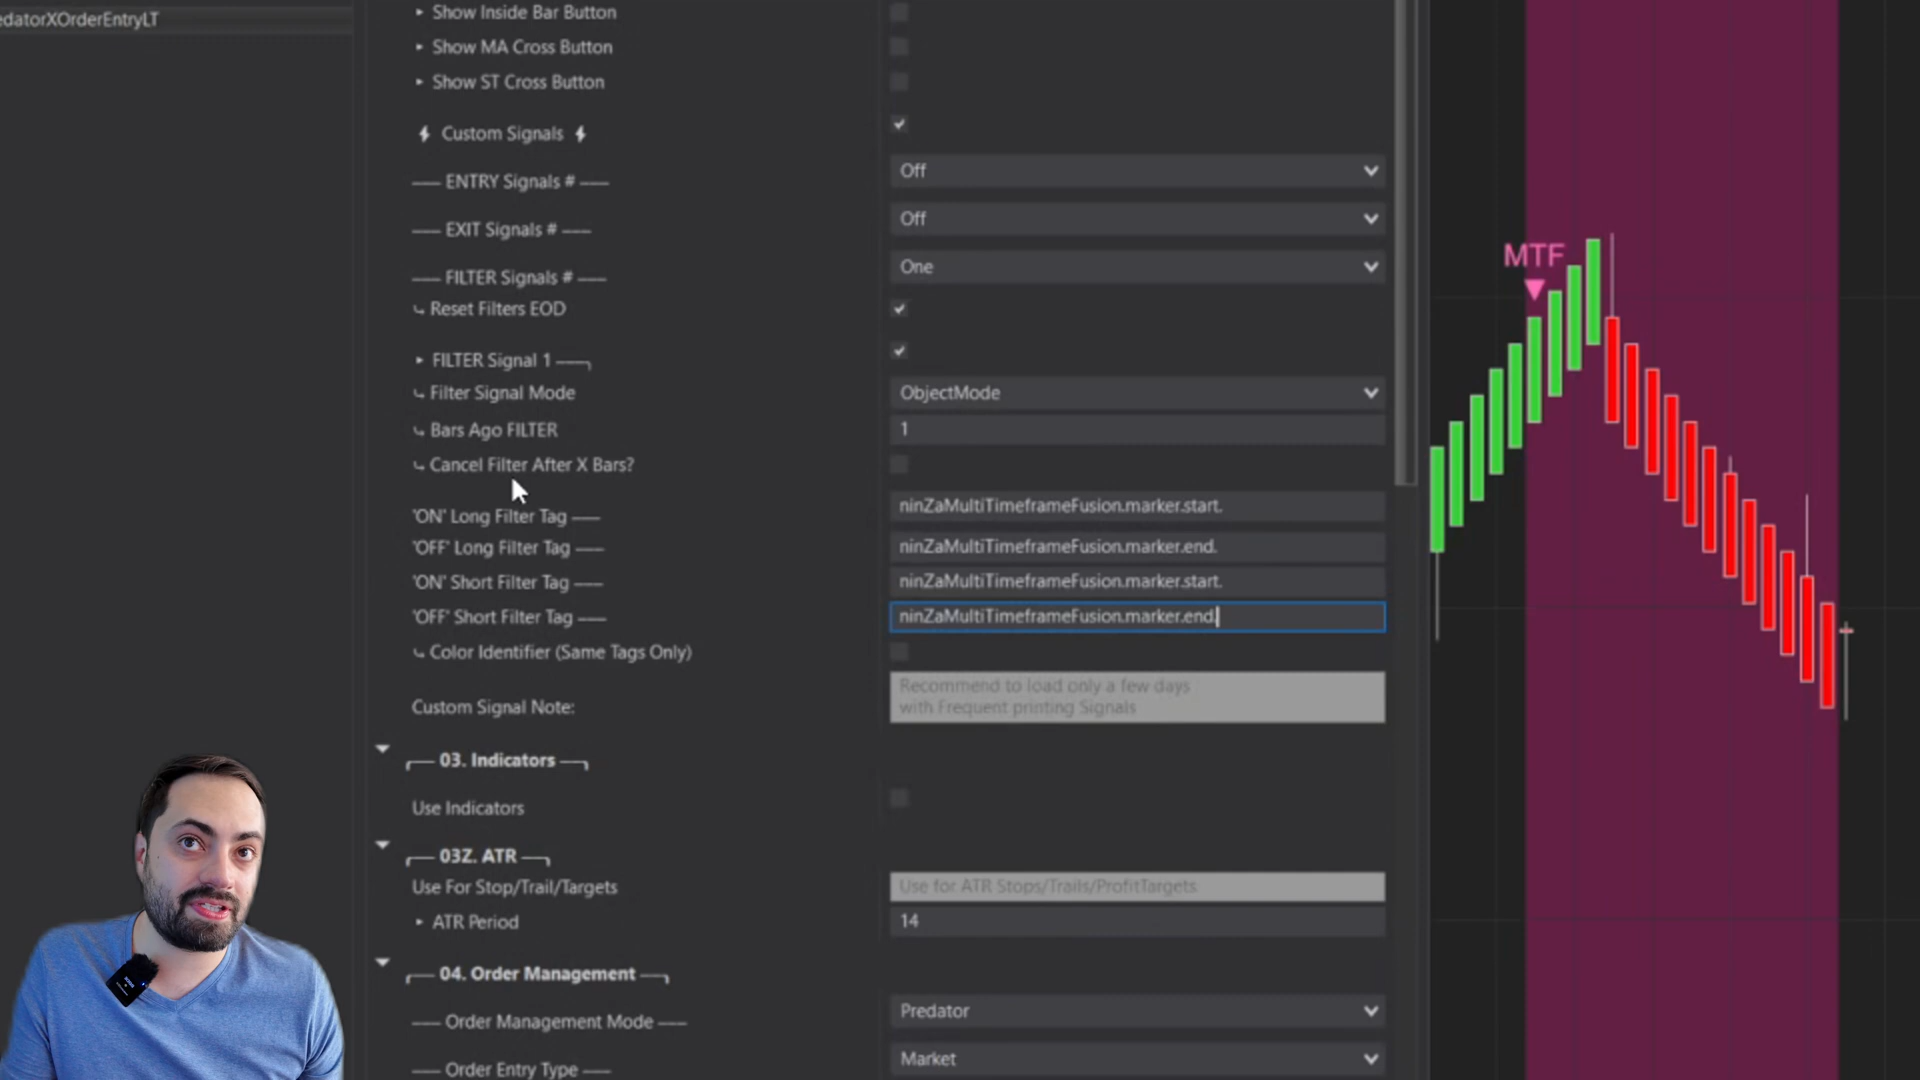 edatorXOrderEntryLT
Show Inside Bar Button
Show MA Cross Button
Show ST Cross Button
Custom Signals
ENTRY Signals # Off
EXIT Signals # Off
FILTER Signals # One
Reset Filters EOD
FILTER Signal 1
Filter Signal Mode ObjectMode
Bars Ago FILTER 1
Cancel Filter After X Bars?
'ON' Long Filter Tag ninZaMultiTimeframeFusion.marker.start.
'OFF' Long Filter Tag ninZaMultiTimeframeFusion.marker.end.
'ON' Short Filter Tag ninZaMultiTimeframeFusion.marker.start.
'OFF' Short Filter Tag ninZaMultiTimeframeFusion.marker.end.
Color Identifier (Same Tags Only)
Custom Signal Note: Recommend to load only a few days
with Frequent printing Signals
03. Indicators
Use Indicators
03Z. ATR
Use For Stop/Trail/Targets Use for ATR Stops/Trails/ProfitTargets
ATR Period 14
04. Order Management
Order Management Mode Predator
Order Entry Type Market
MTF